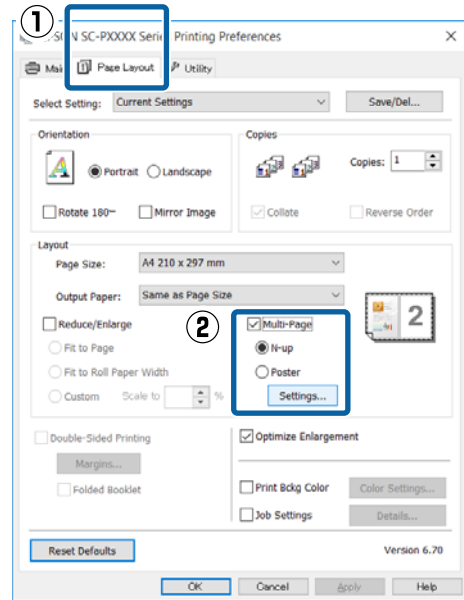 1
SON SC-PXXXX Series Printing Preferences
Mai Page Layout Utility
Select Setting: Current Settings Save/Del...
Orientation Copies
A Portrait Landscape Copies: 1
Rotate 180° Mirror Image Collate Reverse Order
Layout
Page Size: A4 210 x 297 mm
Output Paper: Same as Page Size
2
Reduce/Enlarge Multi-Page 2
Fit to Page N-up
Fit to Roll Paper Width Poster
Custom Scale to % Settings...
Double-Sided Printing Optimize Enlargement
Margins...
Folded Booklet Print Bckg Color Color Settings...
Job Settings Details...
Reset Defaults Version 6.70
OK Cancel Apply Help